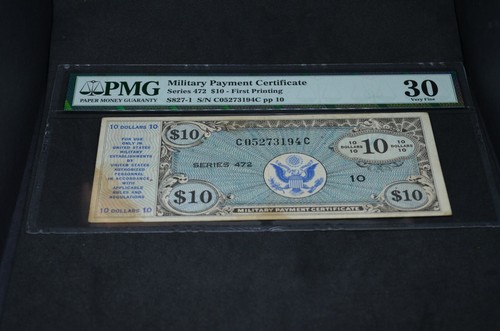 PMG
PAPER MONEY GUARANTY
Military Payment Certificate
Series 472 $10 - First Printing
S827-1 S/N C05273194C pp 10
30
Very Fine
10 DOLLARS 10
FOR USE
ONLY IN
UNITED STATES
MILITARY
ESTABLISHMENTS
BY
UNITED STATES
AUTHORIZED
PERSONNEL
IN ACCORDANCE
WITH
APPLICABLE
RULES AND
REGULATIONS
10 DOLLARS 10
$10
C05273194C
SERIES 472
10
DOLLARS
10
10
DOLLARS
10
10
$10
MILITARY PAYMENT CERTIFICATE
$10